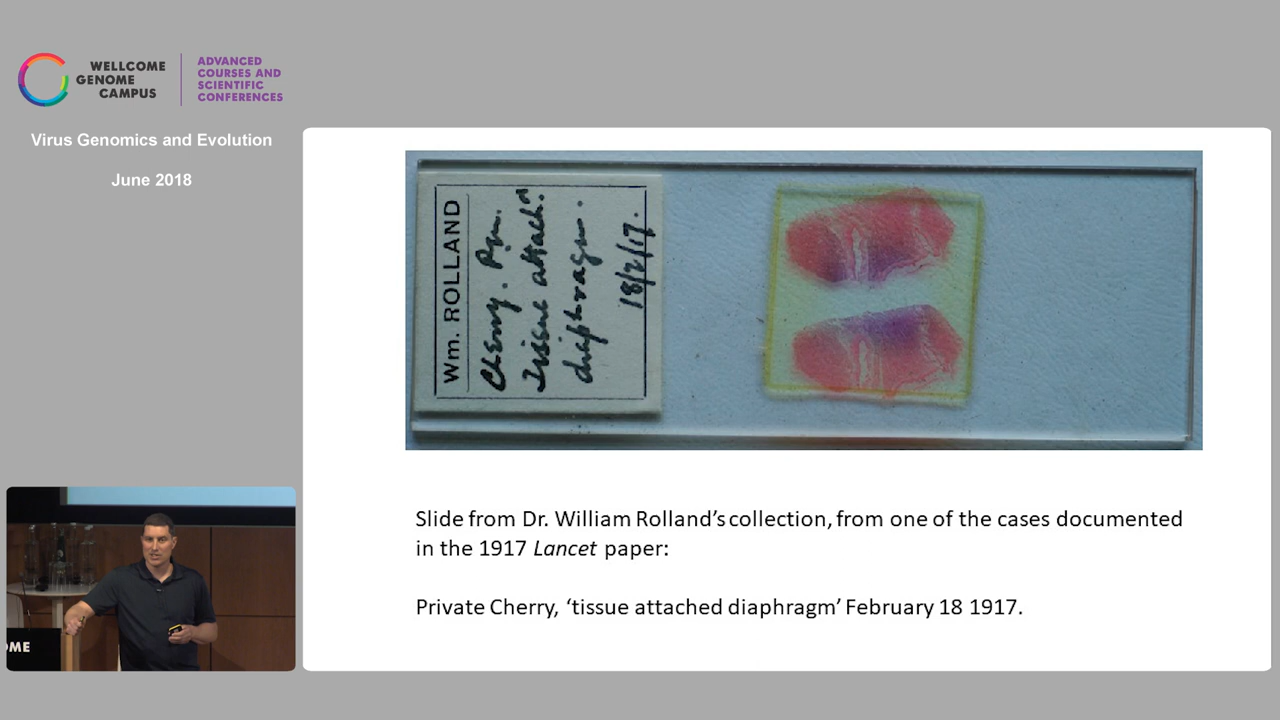 WELLCOME
GENOME
CAMPUS
ADVANCED
COURSES AND
SCIENTIFIC
CONFERENCES
Virus Genomics and Evolution
June 2018
Wm. ROLLAND
Cherry.
Tissue attachd
diaphragm.
18/2/17.
Slide from Dr. William Rolland's collection, from one of the cases documented
in the 1917 Lancet paper:
Private Cherry, ‘tissue attached diaphragm’ February 18 1917.
OME